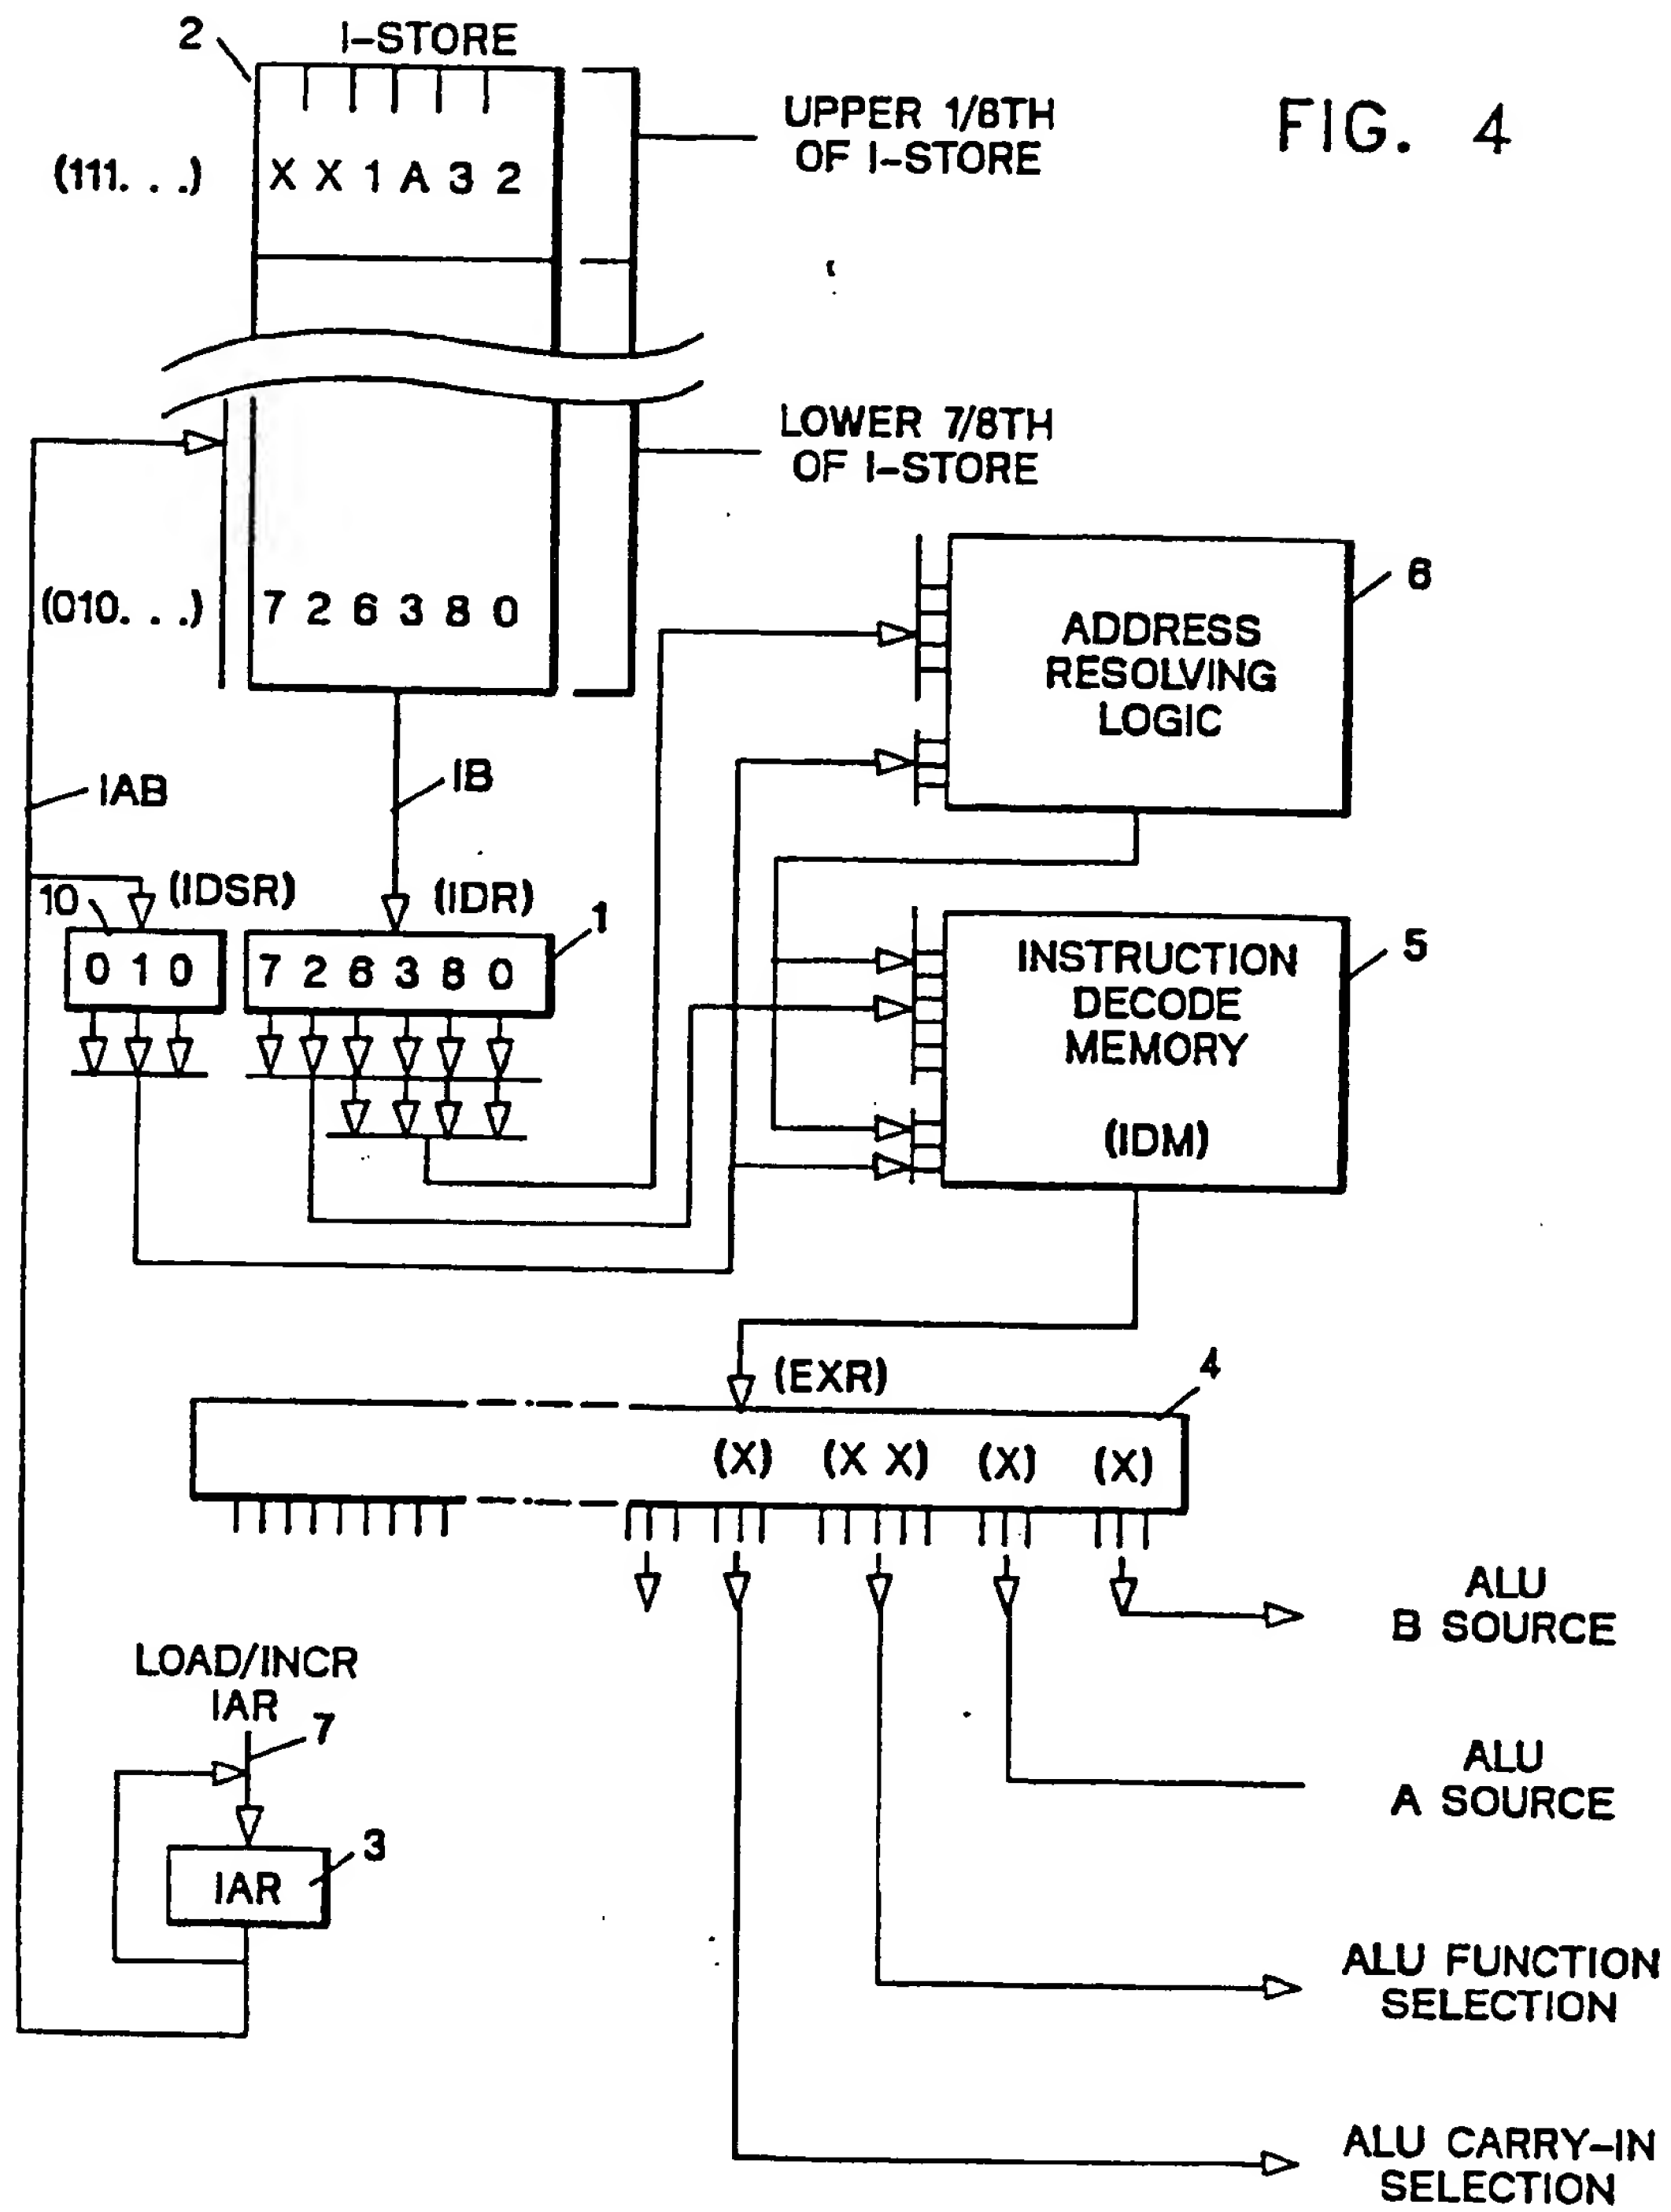 2
I-STORE
FIG. 4
UPPER 1/8TH
OF I-STORE
(111. . .)
X X 1 A 3 2
LOWER 7/8TH
OF I-STORE
(010. . .)
7 2 6 3 8 0
6
ADDRESS
RESOLVING
LOGIC
IAB
IB
10
(IDSR)
(IDR)
1
0 1 0
7 2 6 3 8 0
5
INSTRUCTION
DECODE
MEMORY
(IDM)
(EXR)
4
(X) (X X) (X) (X)
ALU
B SOURCE
LOAD/INCR
IAR
7
ALU
A SOURCE
3
IAR
ALU FUNCTION
SELECTION
ALU CARRY-IN
SELECTION